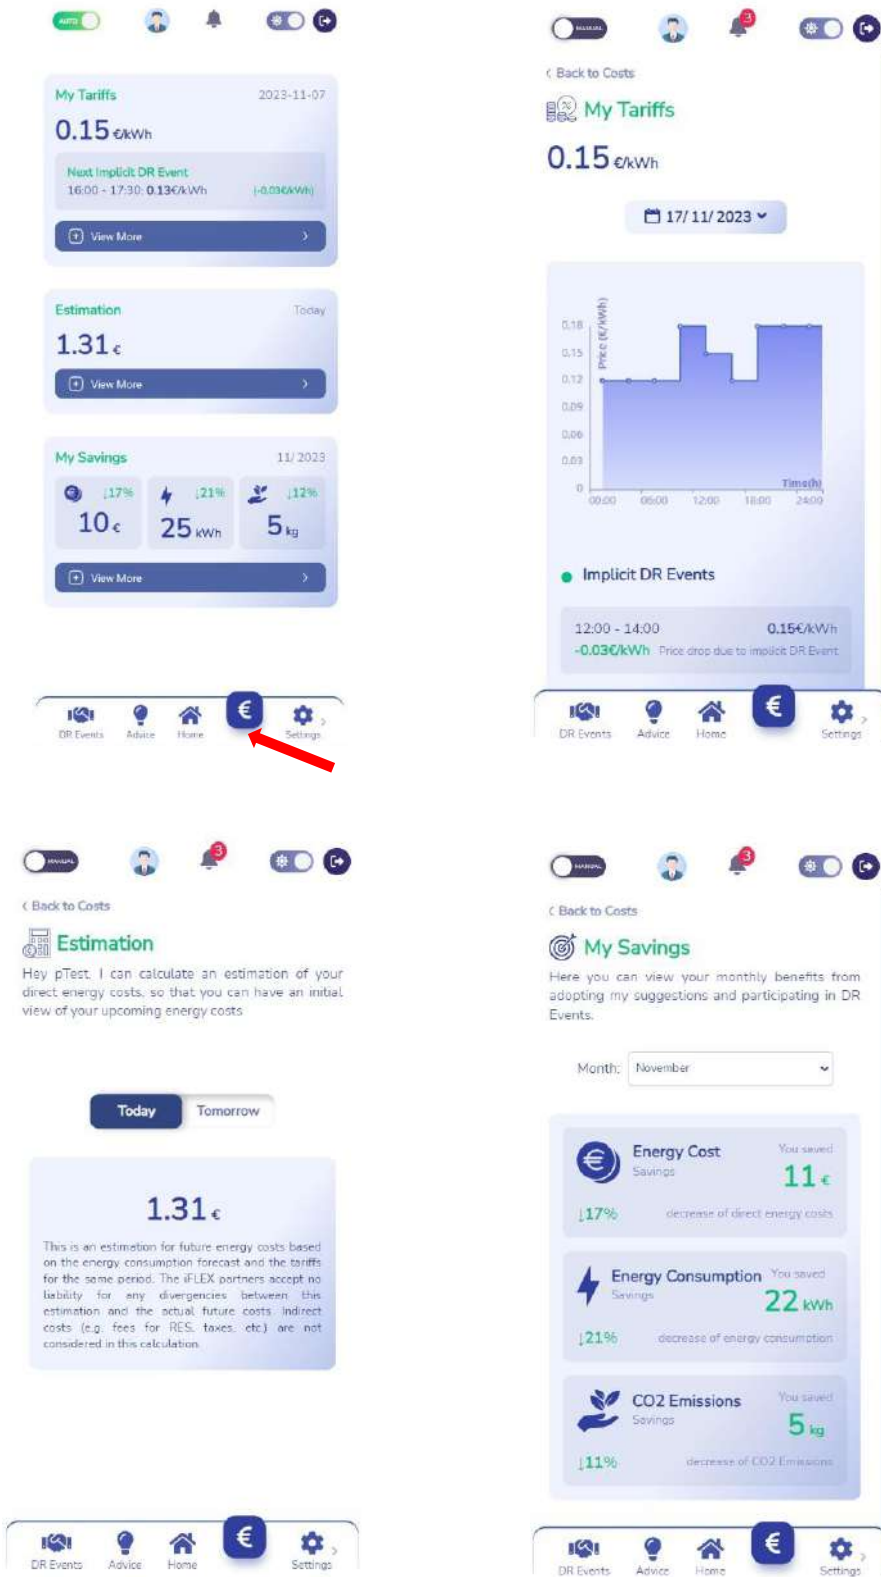 AUTO
My Tariffs 2023-11-07
0.15 €/kWh
Next Implicit DR Event
16:00 - 17:30: 0.13€/kWh (-0.03€/kWh)
View More
Estimation Today
1.31 €
View More
My Savings 11/ 2023
↓17% ↓21% ↓12%
10 € 25 kWh 5 kg
View More
DR Events Advice Home € Settings
MANUAL 3
< Back to Costs
My Tariffs
0.15 €/kWh
17/ 11/ 2023
Price (€/kWh)
0.18
0.15
0.12
0.09
0.06
0.03
0
Time(h)
00:00 06:00 12:00 18:00 24:00
Implicit DR Events
12:00 - 14:00 0.15€/kWh
-0.03€/kWh Price drop due to implicit DR Event
DR Events Advice Home € Settings
MANUAL 3
< Back to Costs
Estimation
Hey pTest, I can calculate an estimation of your
direct energy costs, so that you can have an initial
view of your upcoming energy costs
Today Tomorrow
1.31 €
This is an estimation for future energy costs based
on the energy consumption forecast and the tariffs
for the same period. The iFLEX partners accept no
liability for any divergencies between this
estimation and the actual future costs. Indirect
costs (e.g. fees for RES, taxes, etc.) are not
considered in this calculation.
DR Events Advice Home € Settings
MANUAL 3
< Back to Costs
My Savings
Here you can view your monthly benefits from
adopting my suggestions and participating in DR
Events.
Month: November
Energy Cost You saved
Savings 11 €
↓17% decrease of direct energy costs
Energy Consumption You saved
Savings 22 kWh
↓21% decrease of energy consumption
CO2 Emissions You saved
Savings 5 kg
↓11% decrease of CO2 Emissions
DR Events Advice Home € Settings